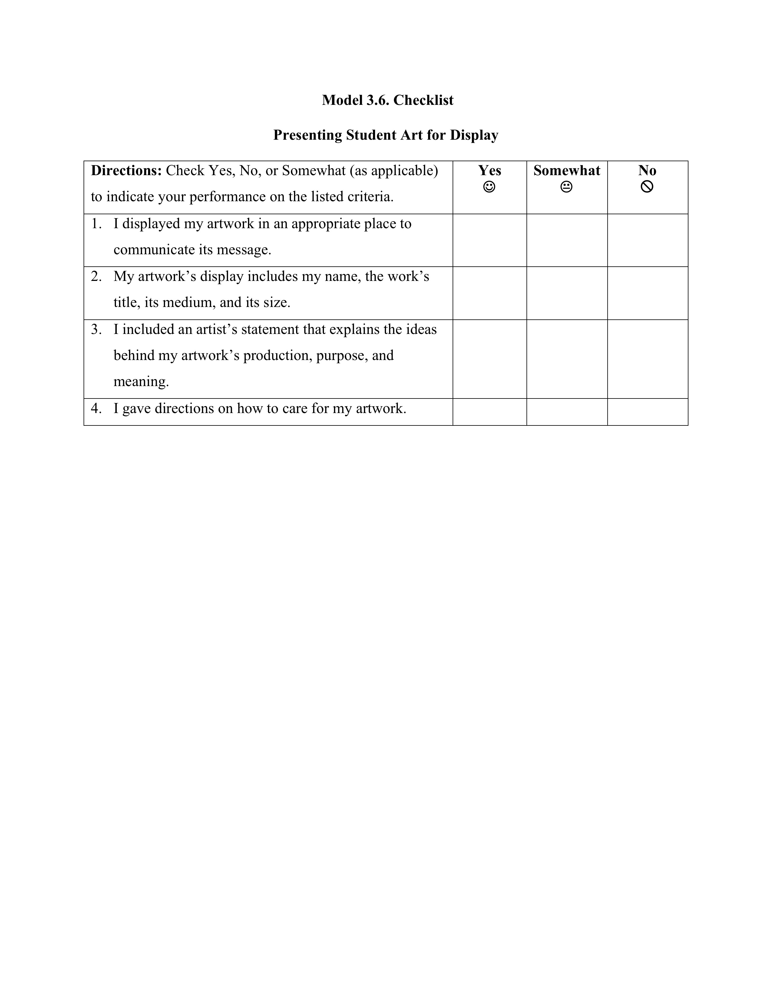 Model 3.6. Checklist
Presenting Student Art for Display
Directions: Check Yes, No, or Somewhat (as applicable)
to indicate your performance on the listed criteria.
Yes
☺
Somewhat
😐
No
🛇
1. I displayed my artwork in an appropriate place to
communicate its message.
2. My artwork’s display includes my name, the work’s
title, its medium, and its size.
3. I included an artist’s statement that explains the ideas
behind my artwork’s production, purpose, and
meaning.
4. I gave directions on how to care for my artwork.